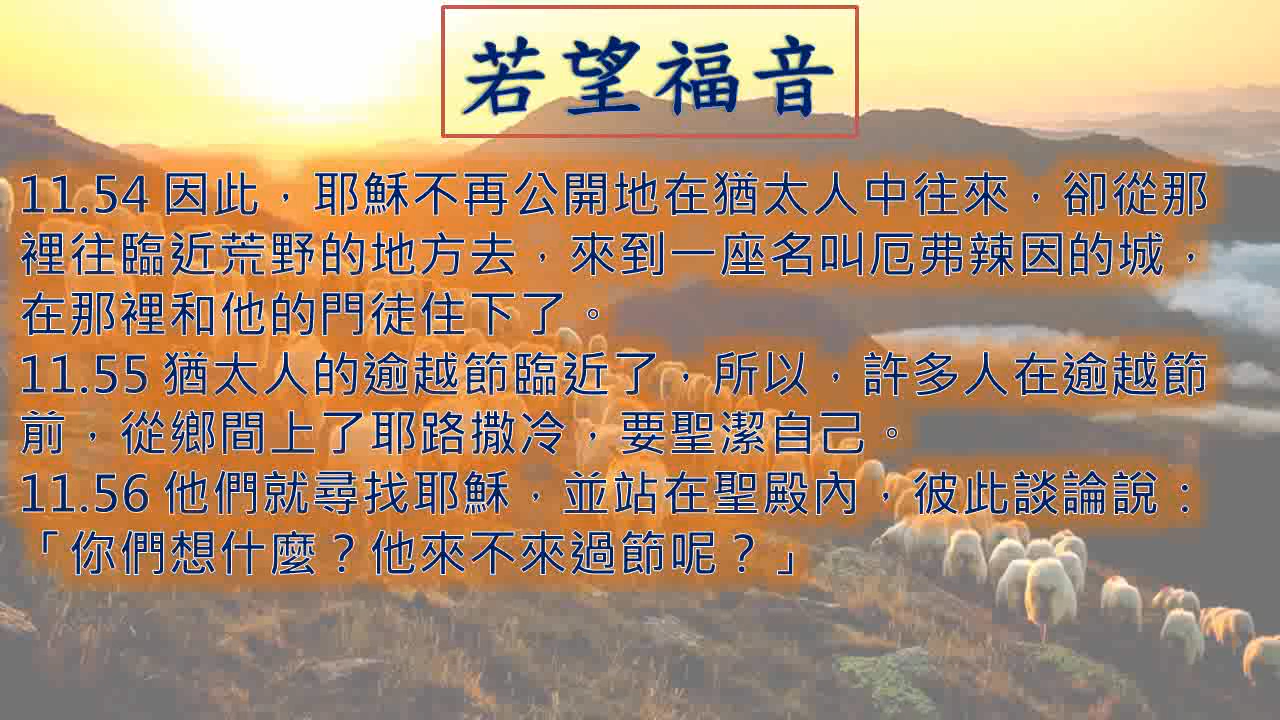 若望福音
11.54 因此，耶穌不再公開地在猶太人中往來，卻從那
裡往臨近荒野的地方去，來到一座名叫厄弗辣因的城，
在那裡和他的門徒住下了。
11.55 猶太人的逾越節臨近了，所以，許多人在逾越節
前，從鄉間上了耶路撒冷，要聖潔自己。
11.56 他們就尋找耶穌，並站在聖殿內，彼此談論說：
「你們想什麼？他來不來過節呢？」